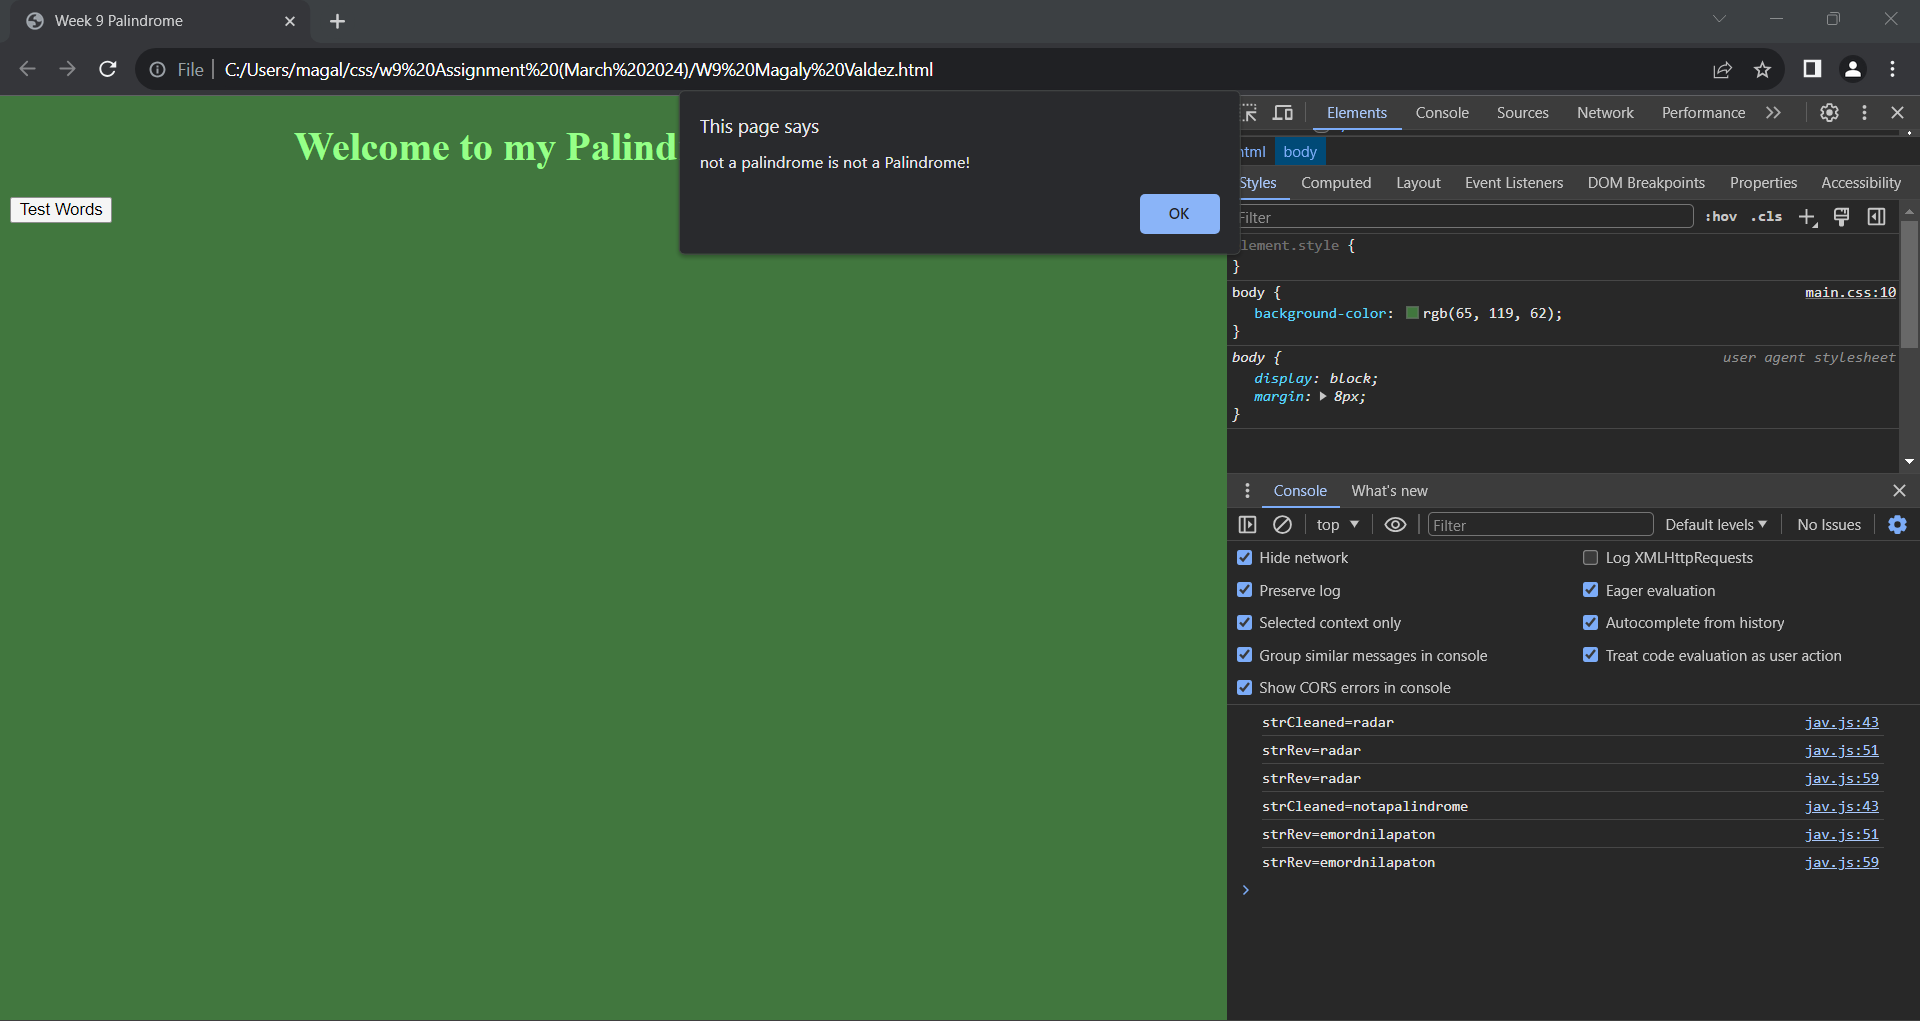 Week 9 Palindrome
File
C:/Users/magal/css/w9%20Assignment%20(March%202024)/W9%20Magaly%20Valdez.html
Welcome to my Palind
Test Words
This page says
not a palindrome is not a Palindrome!
OK
Elements Console Sources Network Performance
tml body
Styles Computed Layout Event Listeners DOM Breakpoints Properties Accessibility
Filter :hov .cls
lement.style {
}
body { main.css:10
background-color: rgb(65, 119, 62);
}
body { user agent stylesheet
display: block;
margin: 8px;
}
Console What's new
top Filter Default levels No Issues
Hide network Log XMLHttpRequests
Preserve log Eager evaluation
Selected context only Autocomplete from history
Group similar messages in console Treat code evaluation as user action
Show CORS errors in console
strCleaned=radar jav.js:43
strRev=radar jav.js:51
strRev=radar jav.js:59
strCleaned=notapalindrome jav.js:43
strRev=emordnilapaton jav.js:51
strRev=emordnilapaton jav.js:59